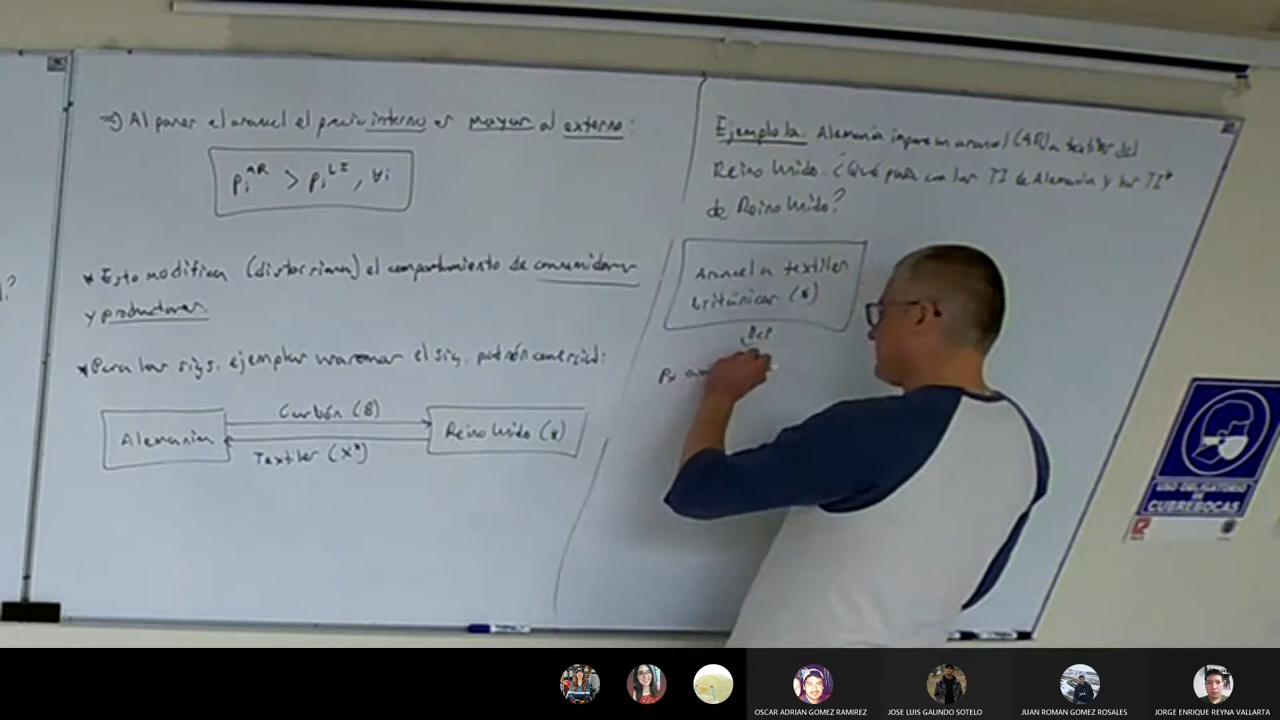 => Al poner el arancel el precio interno es mayor al externo:
Pᵢᴬᴿ > Pᵢᴸᴵ, ∀i
* Esto modifica (distorsiona) el comportamiento de consumidores
y productores
* Para los sigs. ejemplos usaremos el sig. patrón comercial:
Alemania
Carbón (8)
Textiles (X*)
Reino Unido (*)
Ejemplo 1a. Alemania impone un arancel (AR) a textiles del
Reino Unido. ¿Qué pasa con los TI de Alemania y los TI*
de Reino Unido?
Arancel a textiles
británicos (*)
Px
USO OBLIGATORIO
DE
CUBREBOCAS
OSCAR ADRIAN GOMEZ RAMIREZ
JOSE LUIS GALINDO SOTELO
JUAN ROMAN GOMEZ ROSALES
JORGE ENRIQUE REYNA VALLARTA